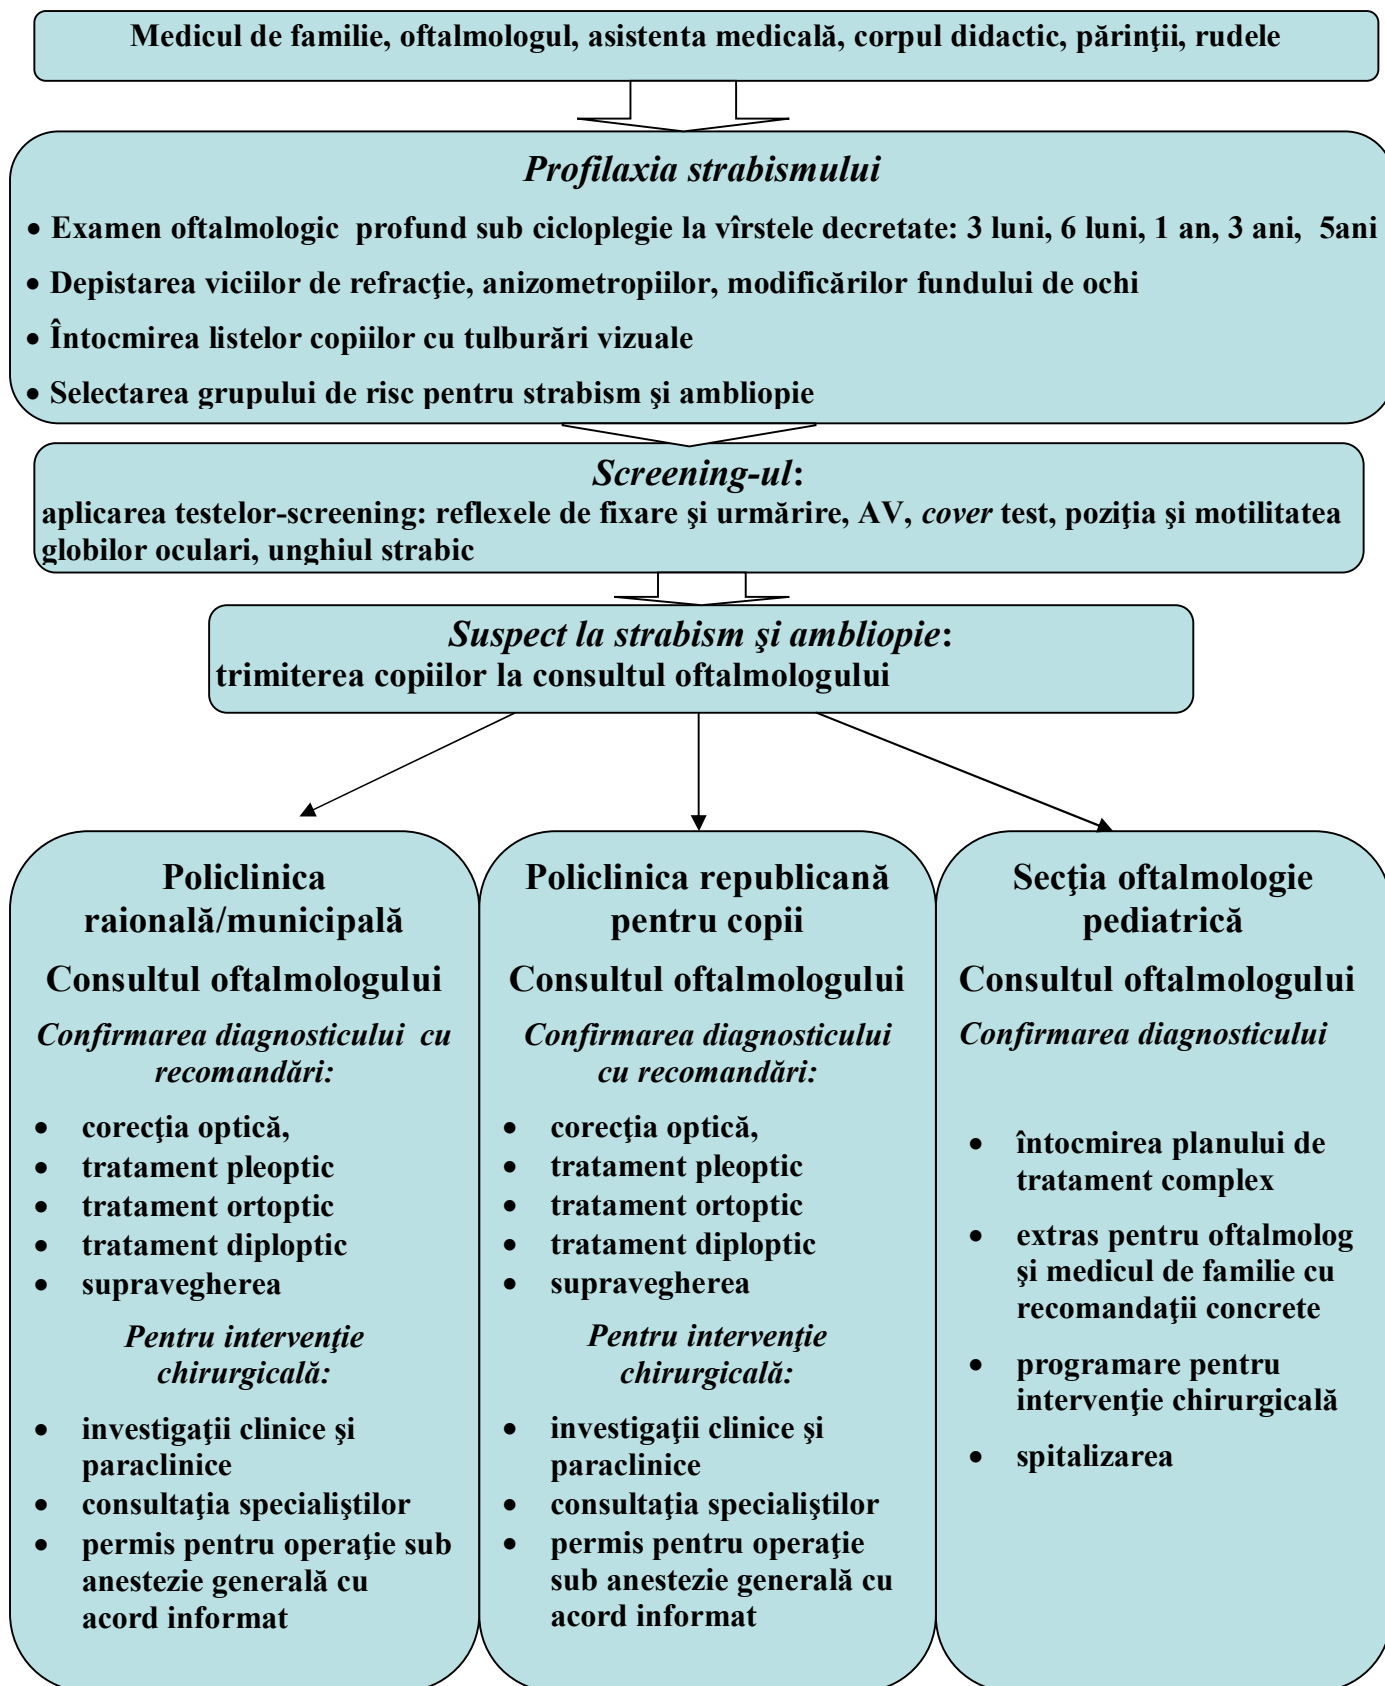 Medicul de familie, oftalmologul, asistenta medicală, corpul didactic, părinţii, rudele
Profilaxia strabismului
• Examen oftalmologic profund sub cicloplegie la vîrstele decretate: 3 luni, 6 luni, 1 an, 3 ani, 5ani
• Depistarea viciilor de refracţie, anizometropiilor, modificărilor fundului de ochi
• Întocmirea listelor copiilor cu tulburări vizuale
• Selectarea grupului de risc pentru strabism şi ambliopie
Screening-ul:
aplicarea testelor-screening: reflexele de fixare şi urmărire, AV, cover test, poziţia şi motilitatea
globilor oculari, unghiul strabic
Suspect la strabism şi ambliopie:
trimiterea copiilor la consultul oftalmologului
Policlinica
raională/municipală
Consultul oftalmologului
Confirmarea diagnosticului cu
recomandări:
• corecţia optică,
• tratament pleoptic
• tratament ortoptic
• tratament diploptic
• supravegherea
Pentru intervenţie
chirurgicală:
• investigaţii clinice şi
paraclinice
• consultaţia specialiştilor
• permis pentru operaţie sub
anestezie generală cu
acord informat
Policlinica republicană
pentru copii
Consultul oftalmologului
Confirmarea diagnosticului
cu recomandări:
• corecţia optică,
• tratament pleoptic
• tratament ortoptic
• tratament diploptic
• supravegherea
Pentru intervenţie
chirurgicală:
• investigaţii clinice şi
paraclinice
• consultaţia specialiştilor
• permis pentru operaţie
sub anestezie generală cu
acord informat
Secţia oftalmologie
pediatrică
Consultul oftalmologului
Confirmarea diagnosticului
• întocmirea planului de
tratament complex
• extras pentru oftalmolog
şi medicul de familie cu
recomandaţii concrete
• programare pentru
intervenţie chirurgicală
• spitalizarea